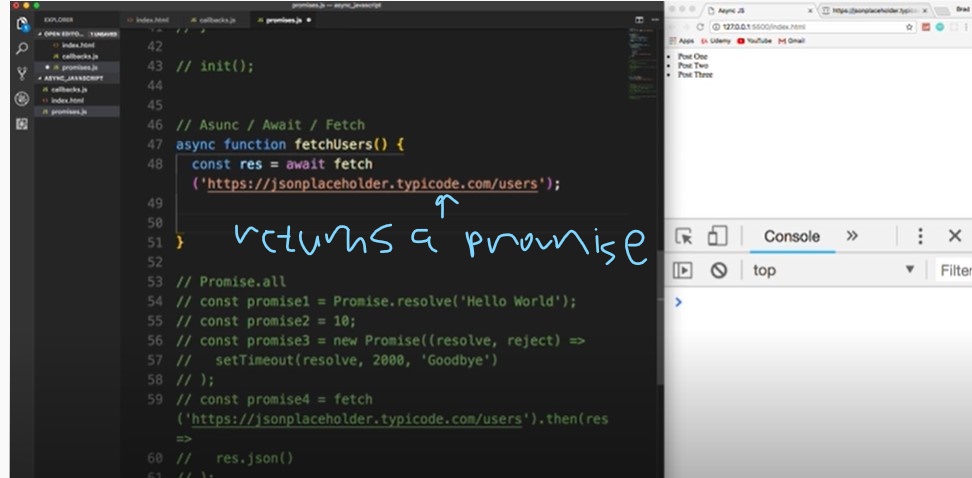 promises.js — async_javascript
EXPLORER
OPEN EDITO... 1 UNSAVED
index.html
callbacks.js
promises.js
ASYNC_JAVASCRIPT
callbacks.js
index.html
promises.js
index.html callbacks.js promises.js
42
43 // init();
44
45
46 // Asunc / Await / Fetch
47 async function fetchUsers() {
48 const res = await fetch
('https://jsonplaceholder.typicode.com/users');
49
50
51 }
returns a promise
52
53 // Promise.all
54 // const promise1 = Promise.resolve('Hello World');
55 // const promise2 = 10;
56 // const promise3 = new Promise((resolve, reject) =>
57 // setTimeout(resolve, 2000, 'Goodbye')
58 // );
59 // const promise4 = fetch
('https://jsonplaceholder.typicode.com/users').then(res
=>
60 // res.json()
61 // );
Async JS https://jsonplaceholder.typic Brad
127.0.0.1:5500/index.html
Apps Udemy YouTube Gmail
Post One
Post Two
Post Three
Console »
top Filter